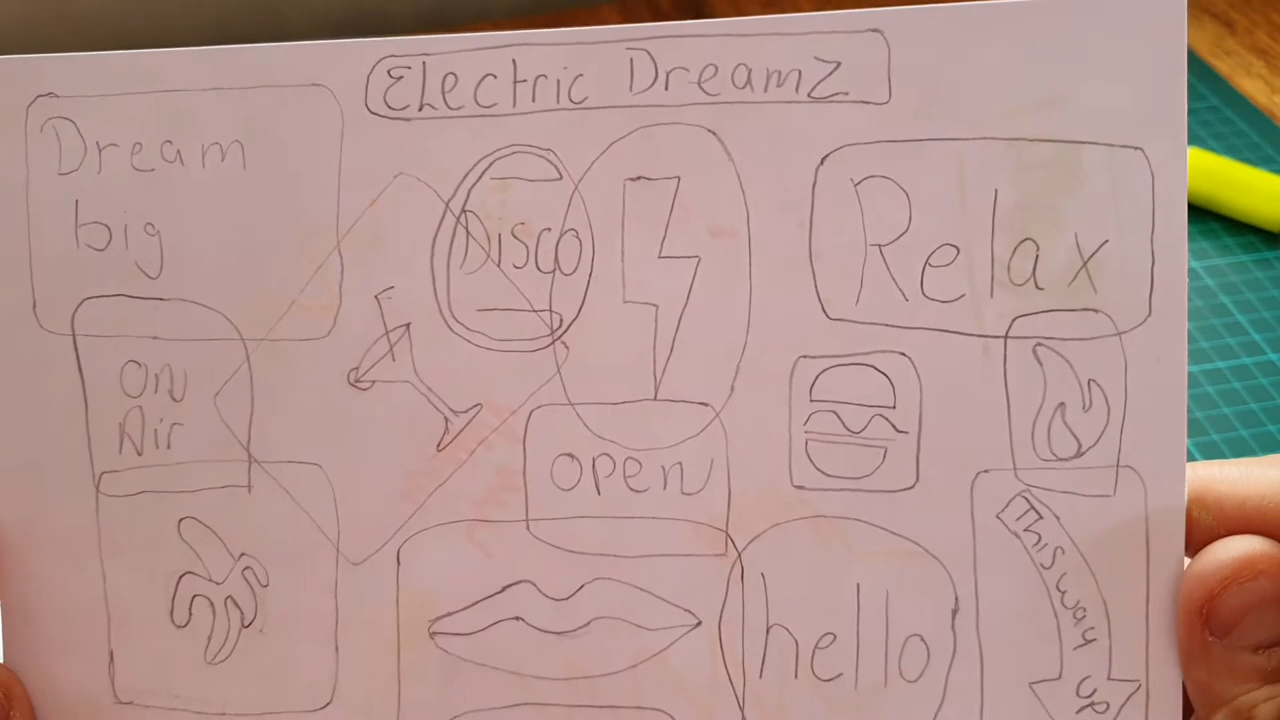 Electric DreamZ
Dream
big
Disco
Relax
On
Air
open
hello
This way up